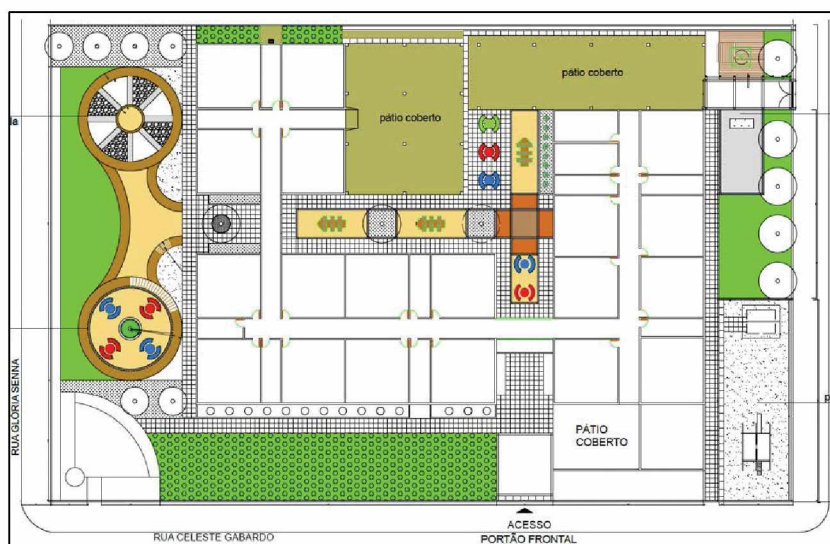 pátio coberto
pátio coberto
PÁTIO
COBERTO
RUA GLÓRIA SENNA
RUA CELESTE GABARDO
ACESSO
PORTÃO FRONTAL